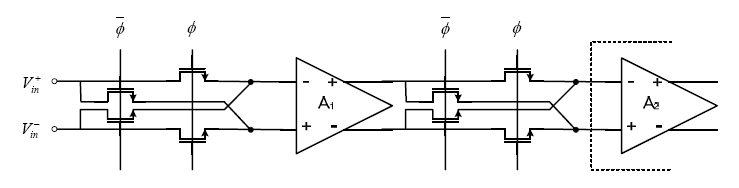 ϕ̅ ϕ ϕ̅ ϕ
V⁺in - + A1 - + A2
V⁻in + - + -